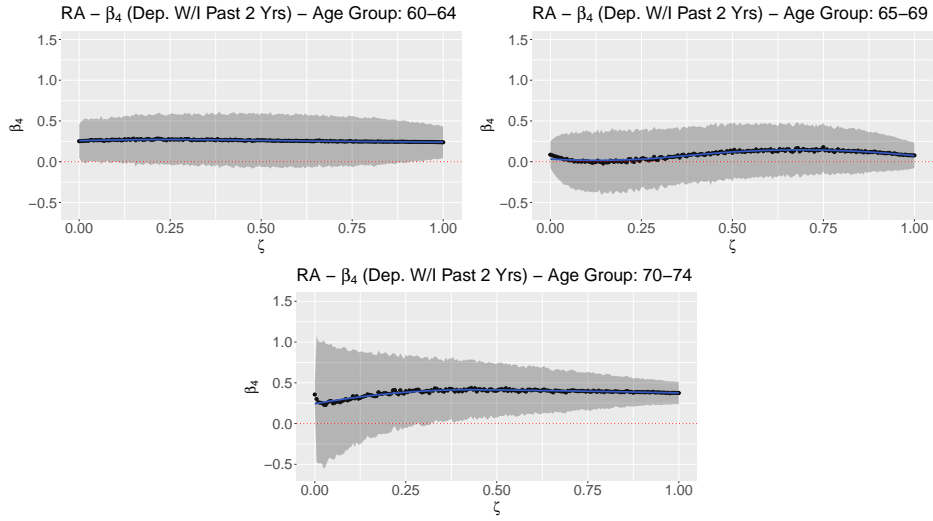 RA − β₄ (Dep. W/I Past 2 Yrs) − Age Group: 60−64
1.5
1.0
0.5
0.0
−0.5
β₄
0.00 0.25 0.50 0.75 1.00
ζ
RA − β₄ (Dep. W/I Past 2 Yrs) − Age Group: 65−69
1.5
1.0
0.5
0.0
−0.5
β₄
0.00 0.25 0.50 0.75 1.00
ζ
RA − β₄ (Dep. W/I Past 2 Yrs) − Age Group: 70−74
1.5
1.0
0.5
0.0
−0.5
β₄
0.00 0.25 0.50 0.75 1.00
ζ